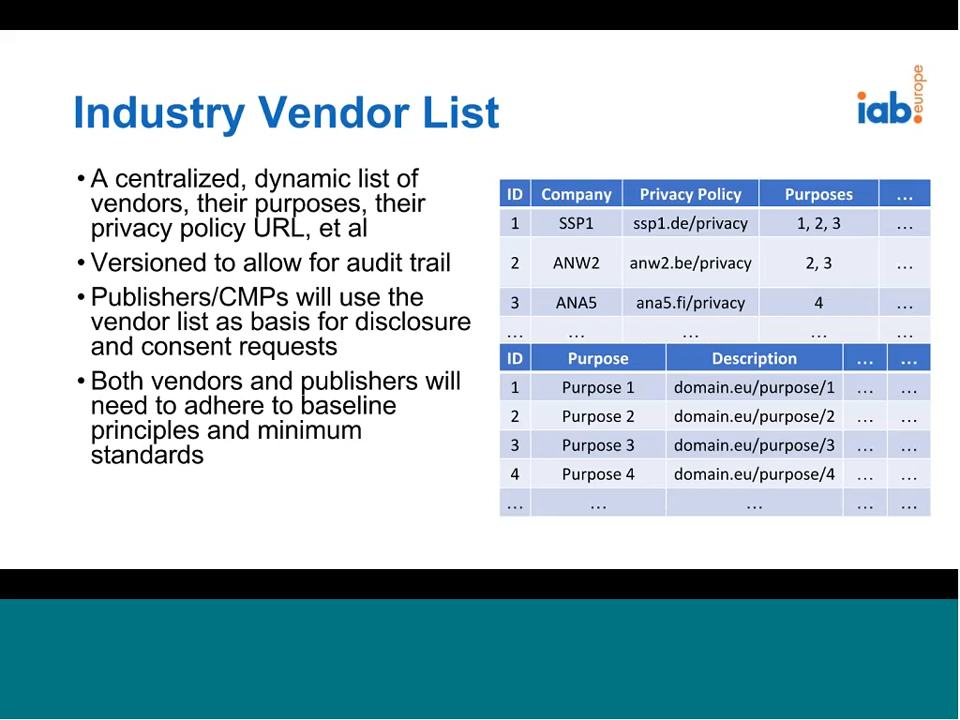 Industry Vendor List
iab.
europe
• A centralized, dynamic list of
vendors, their purposes, their
privacy policy URL, et al
• Versioned to allow for audit trail
• Publishers/CMPs will use the
vendor list as basis for disclosure
and consent requests
• Both vendors and publishers will
need to adhere to baseline
principles and minimum
standards
ID Company Privacy Policy Purposes ...
1 SSP1 ssp1.de/privacy 1, 2, 3 ...
2 ANW2 anw2.be/privacy 2, 3 ...
3 ANA5 ana5.fi/privacy 4 ...
... ... ... ... ...
ID Purpose Description ... ...
1 Purpose 1 domain.eu/purpose/1 ... ...
2 Purpose 2 domain.eu/purpose/2 ... ...
3 Purpose 3 domain.eu/purpose/3 ... ...
4 Purpose 4 domain.eu/purpose/4 ... ...
... ... ... ... ...